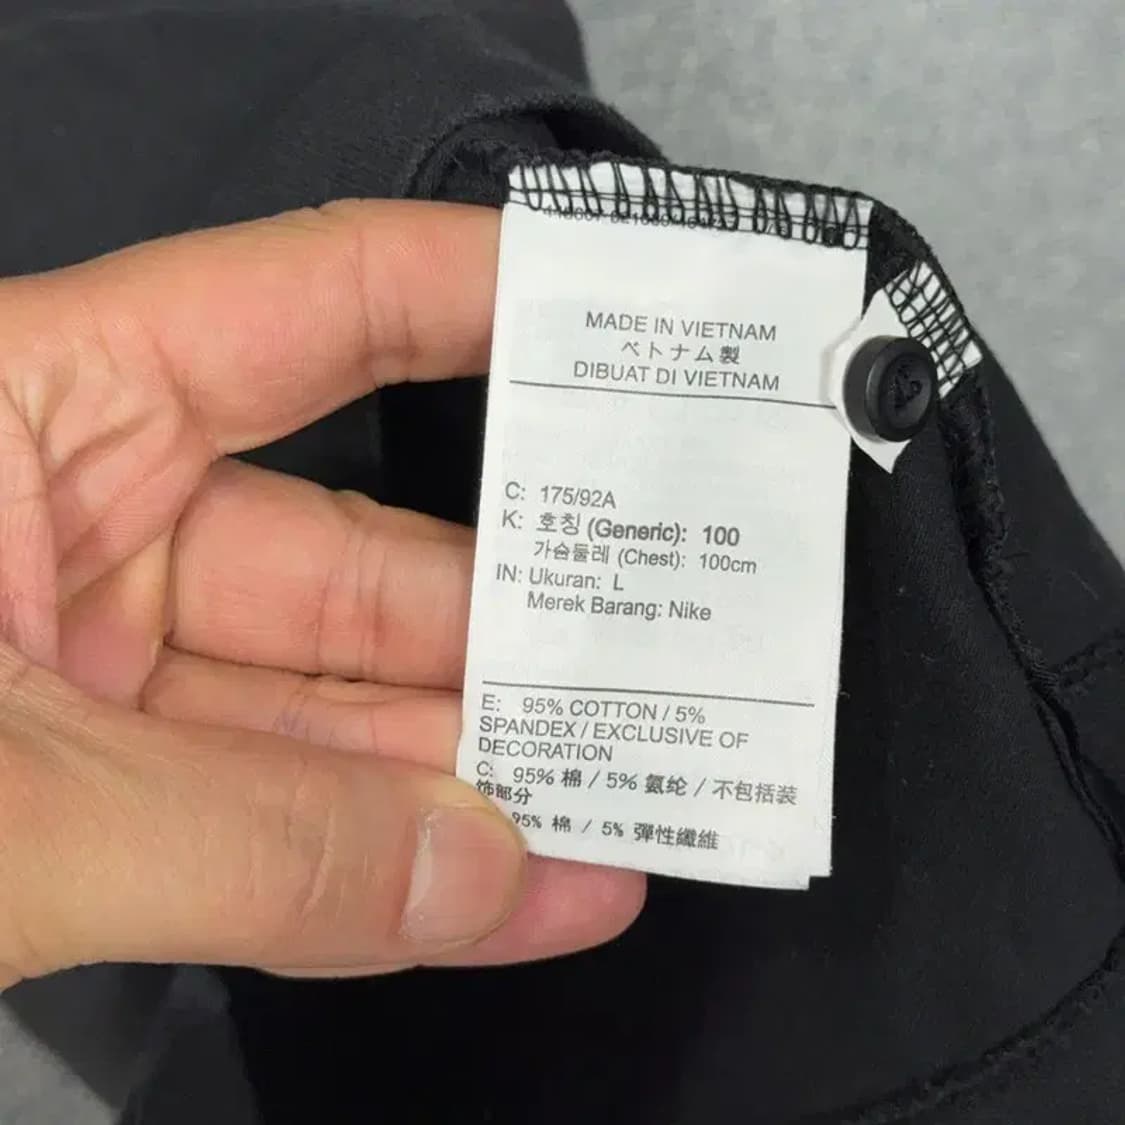 MADE IN VIETNAM
ベトナム製
DIBUAT DI VIETNAM
C: 175/92A
K: 호칭 (Generic): 100
가슴둘레 (Chest): 100cm
IN: Ukuran: L
Merek Barang: Nike
E: 95% COTTON / 5%
SPANDEX / EXCLUSIVE OF
DECORATION
C: 95% 棉 / 5% 氨纶 / 不包括装
饰部分
95% 棉 / 5% 彈性纖維